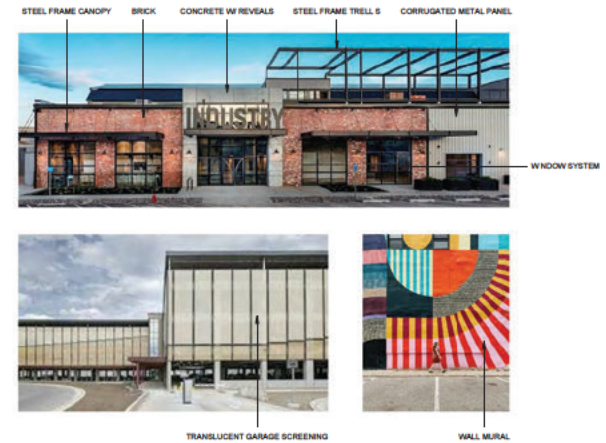 STEEL FRAME CANOPY
BRICK
CONCRETE W/ REVEALS
STEEL FRAME TRELL S
CORRUGATED METAL PANEL
INDUSTRY
W NDOW SYSTEM
TRANSLUCENT GARAGE SCREENING
WALL MURAL